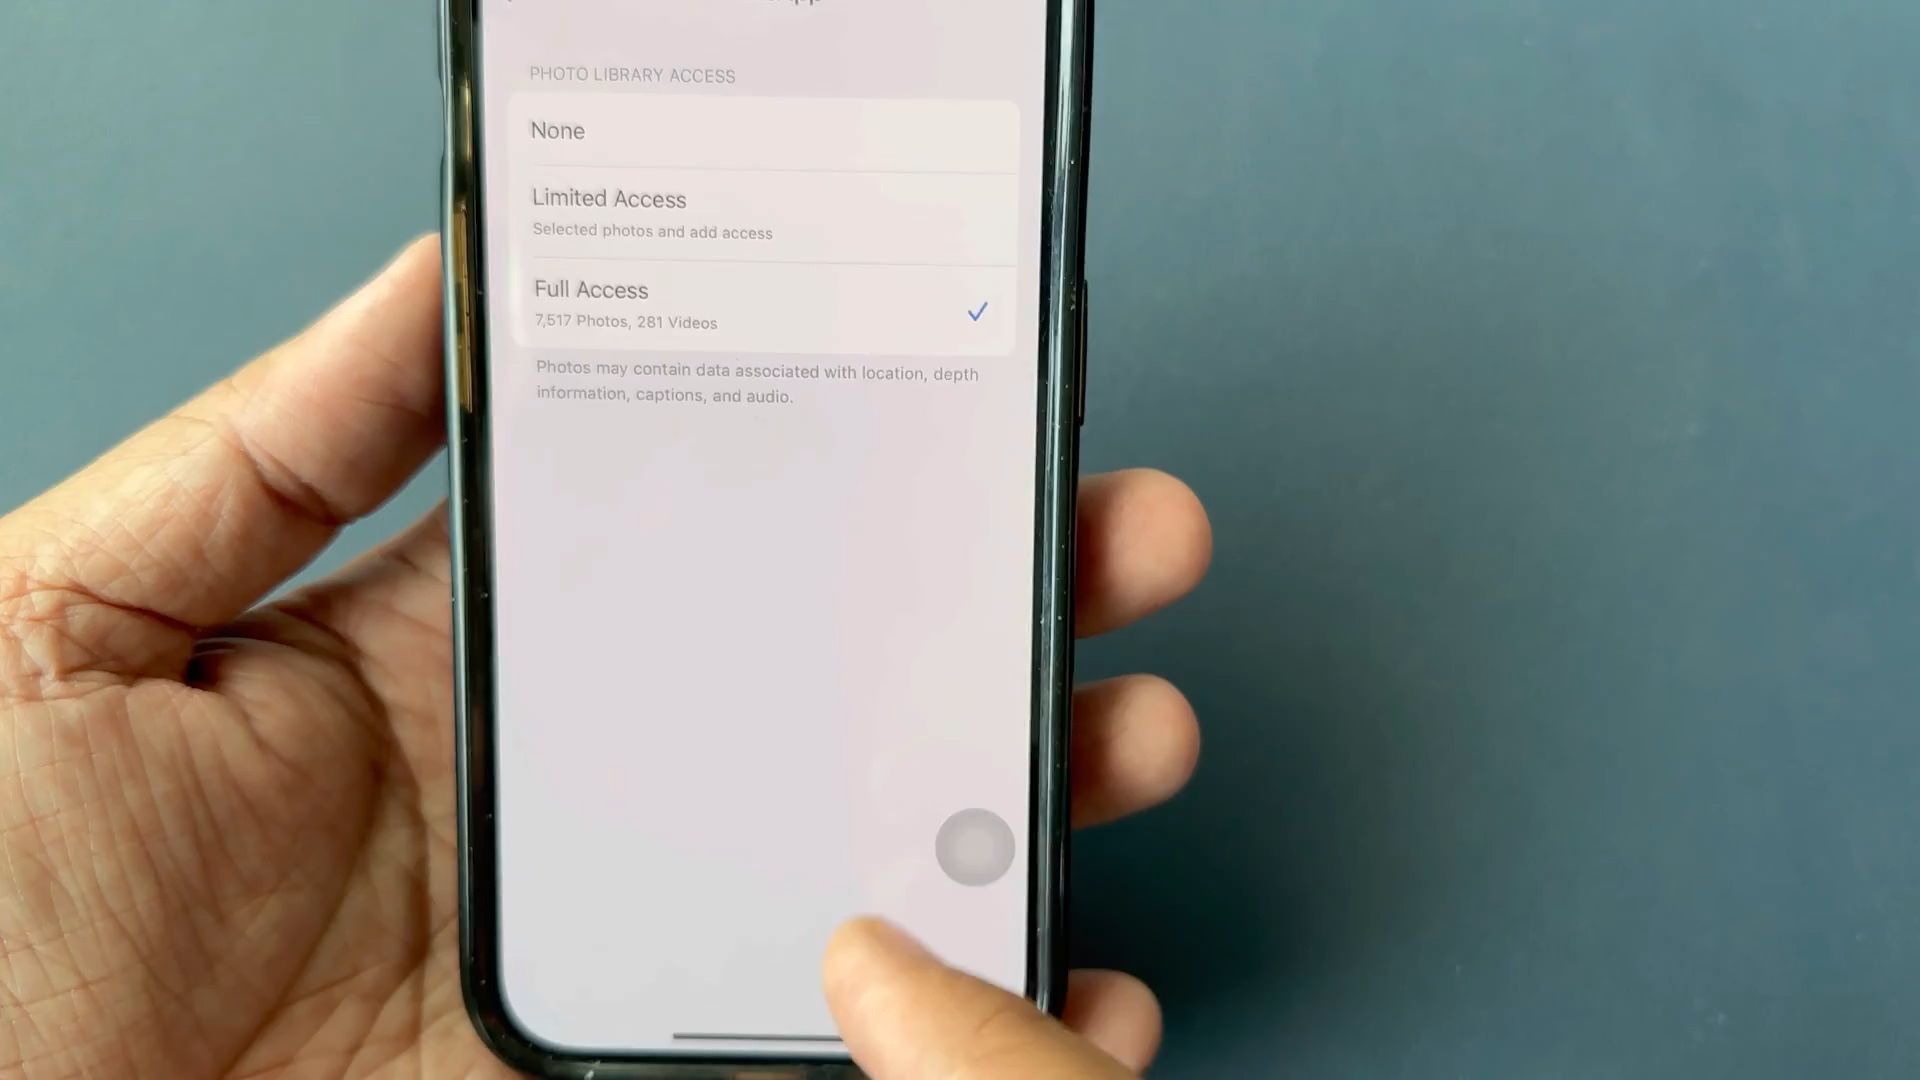 PHOTO LIBRARY ACCESS
None
Limited Access
Selected photos and add access
Full Access
7,517 Photos, 281 Videos
Photos may contain data associated with location, depth
information, captions, and audio.